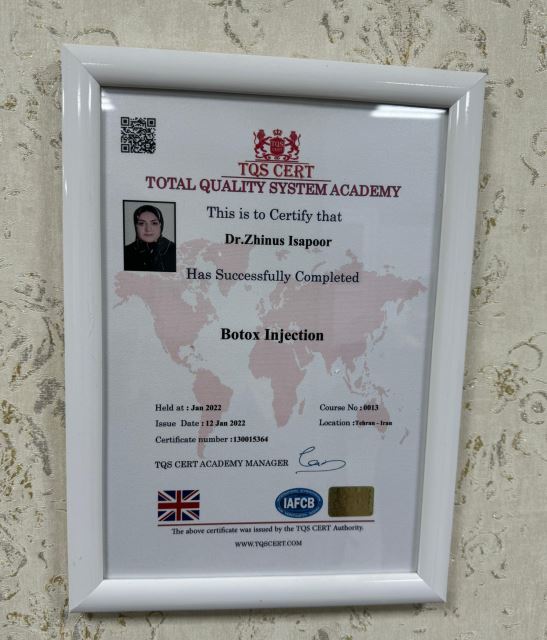 TQS
CERT
TQS CERT
TOTAL QUALITY SYSTEM ACADEMY
This is to Certify that
Dr.Zhinus Isapoor
Has Successfully Completed
Botox Injection
Held at : Jan 2022
Course No : 0013
Issue Date : 12 Jan 2022
Location : Tehran - Iran
Certificate number :130015364
TQS CERT ACADEMY MANAGER
IAFCB
The above certificate was issued by the TQS CERT Authority.
WWW.TQSCERT.COM